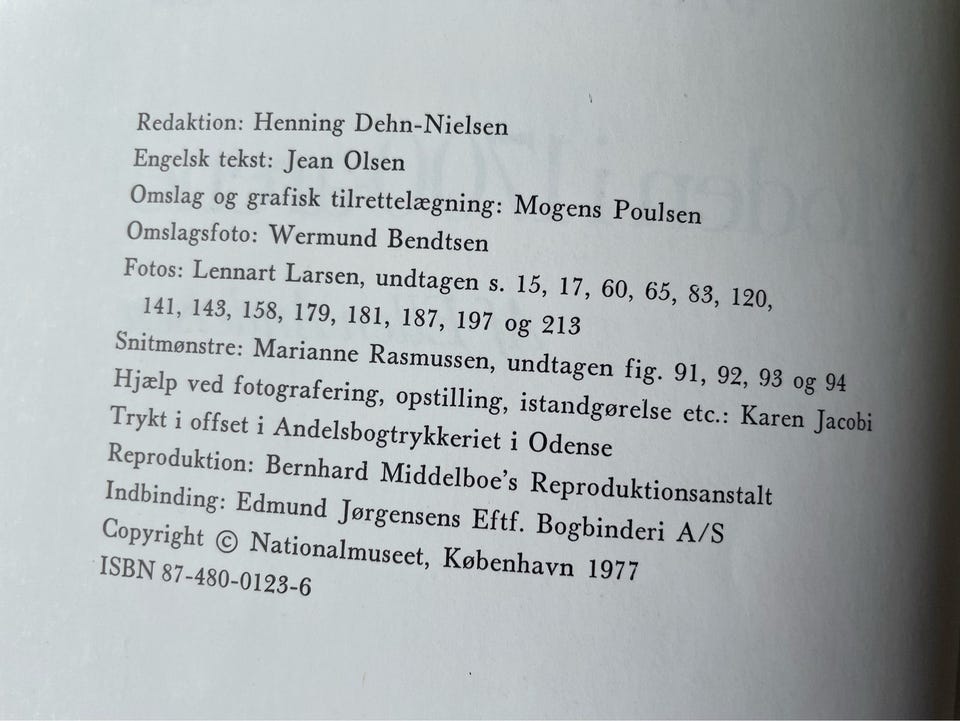 Redaktion: Henning Dehn-Nielsen
Engelsk tekst: Jean Olsen
Omslag og grafisk tilrettelægning: Mogens Poulsen
Omslagsfoto: Wermund Bendtsen
Fotos: Lennart Larsen, undtagen s. 15, 17, 60, 65, 83, 120,
141, 143, 158, 179, 181, 187, 197 og 213
Snitmønstre: Marianne Rasmussen, undtagen fig. 91, 92, 93 og 94
Hjælp ved fotografering, opstilling, istandgørelse etc.: Karen Jacobi
Trykt i offset i Andelsbogtrykkeriet i Odense
Reproduktion: Bernhard Middelboe's Reproduktionsanstalt
Indbinding: Edmund Jørgensens Eftf. Bogbinderi A/S
Copyright © Nationalmuseet, København 1977
ISBN 87-480-0123-6